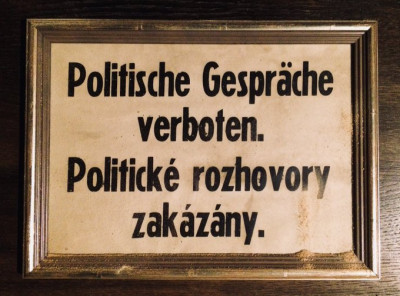 Politische Gespräche
verboten.
Politické rozhovory
zakázány.